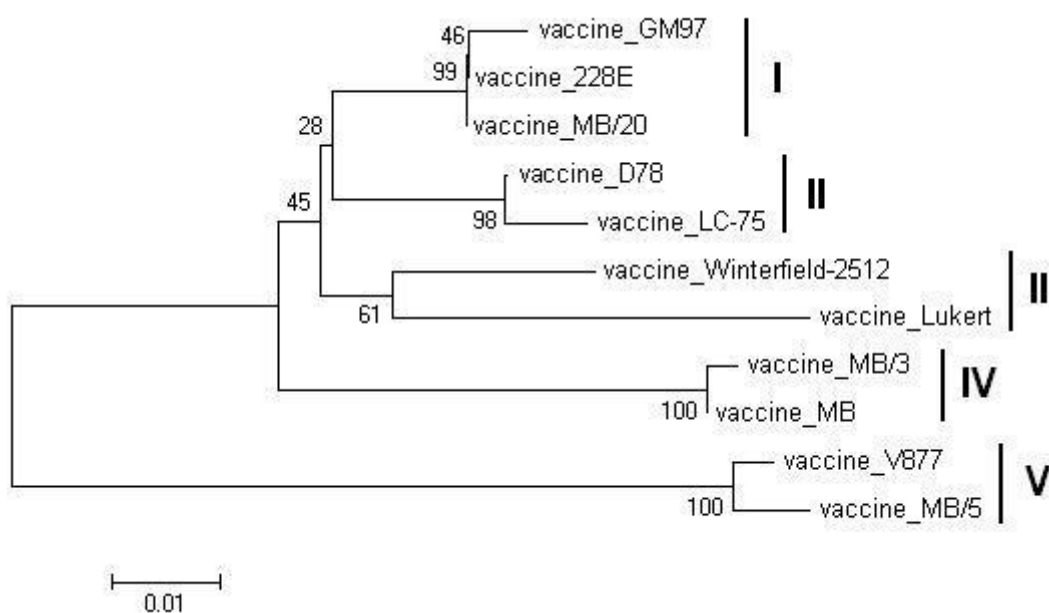 46
vaccine_GM97
99
vaccine_228E
I
vaccine_MB/20
28
vaccine_D78
II
98
vaccine_LC-75
45
vaccine_Winterfield-2512
II
61
vaccine_Lukert
vaccine_MB/3
IV
100
vaccine_MB
vaccine_V877
V
100
vaccine_MB/5
0.01